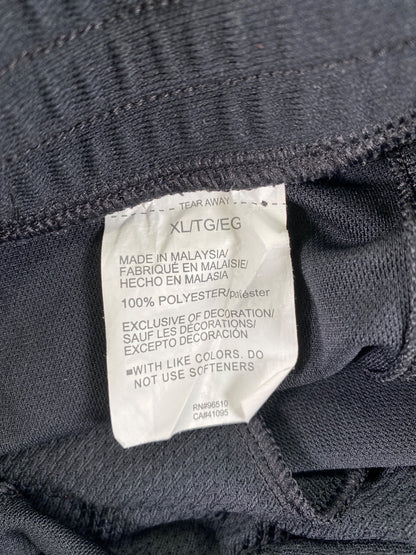 TEAR AWAY
XL/TG/EG
MADE IN MALAYSIA/
FABRIQUÉ EN MALAISIE/
HECHO EN MALASIA
100% POLYESTER/poliéster
EXCLUSIVE OF DECORATION/
SAUF LES DÉCORATIONS/
EXCEPTO DECORACIÓN
■WITH LIKE COLORS. DO
NOT USE SOFTENERS
RN#96510
CA#41095